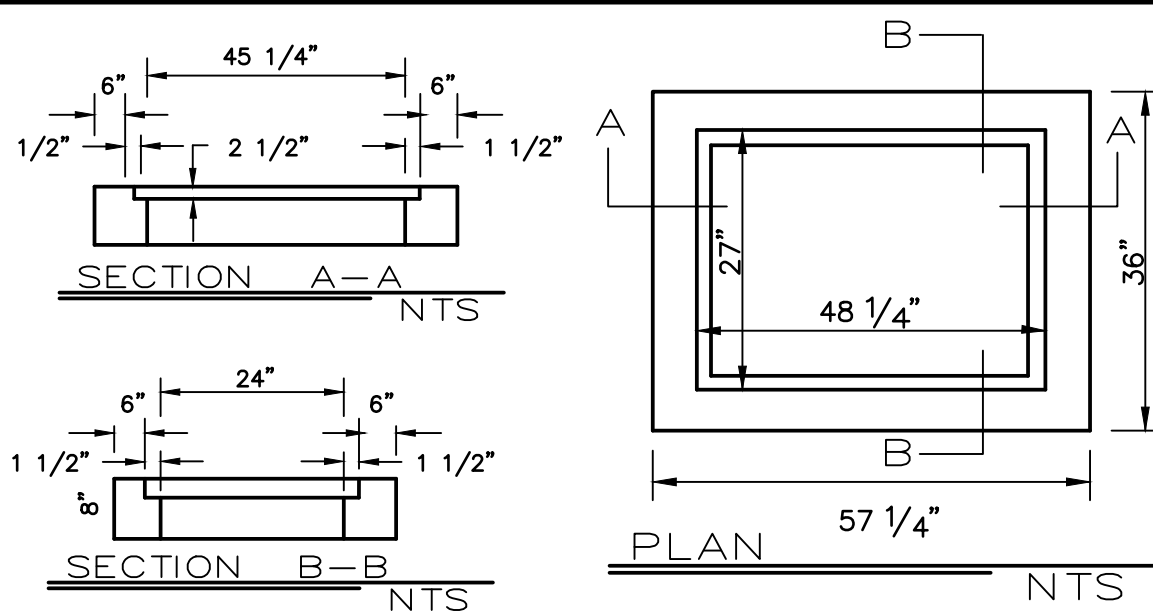 45 1/4”
6” 6”
1/2” 2 1/2” 1 1/2”
SECTION A–A
NTS
24”
6” 6”
1 1/2” 1 1/2”
8”
SECTION B–B
NTS
B
A A
27”
48 1/4”
36”
B
57 1/4”
PLAN
NTS